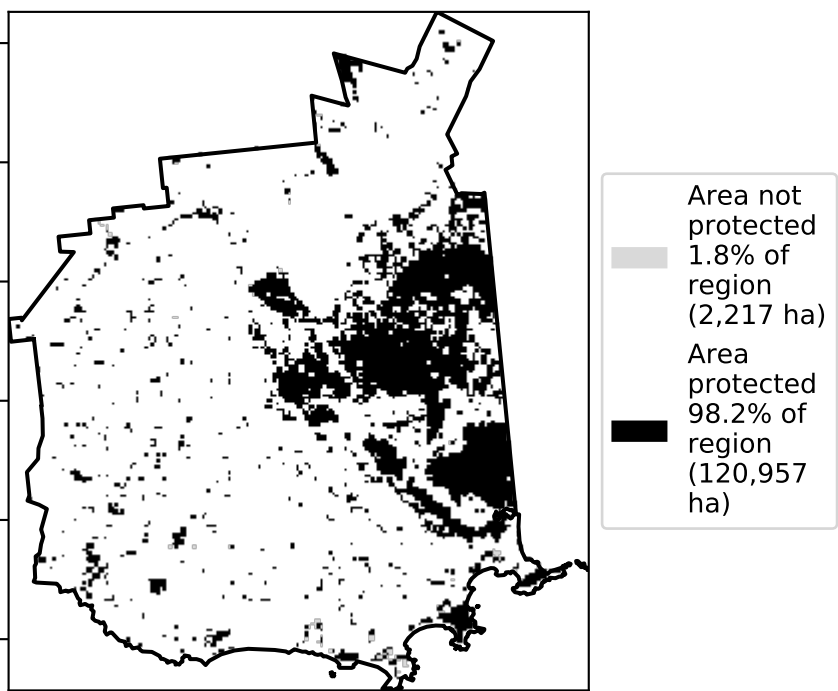 Area not
protected
1.8% of
region
(2,217 ha)
Area
protected
98.2% of
region
(120,957
ha)